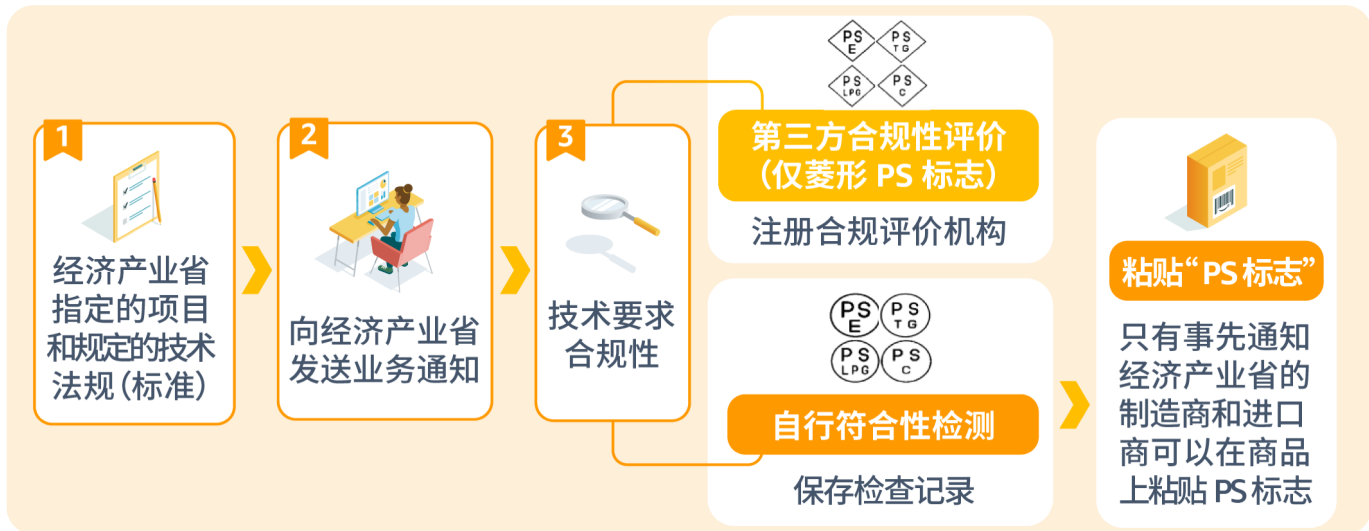 1
经济产业省
指定的项目
和规定的技术
法规（标准）
2
向经济产业省
发送业务通知
3
技术要求
合规性
PS
E
PS
TG
PS
LPG
PS
C
第三方合规性评价
（仅菱形 PS 标志）
注册合规评价机构
PS
E
PS
TG
PS
LPG
PS
C
自行符合性检测
保存检查记录
粘贴“PS 标志”
只有事先通知
经济产业省的
制造商和进口
商可以在商品
上粘贴 PS 标志